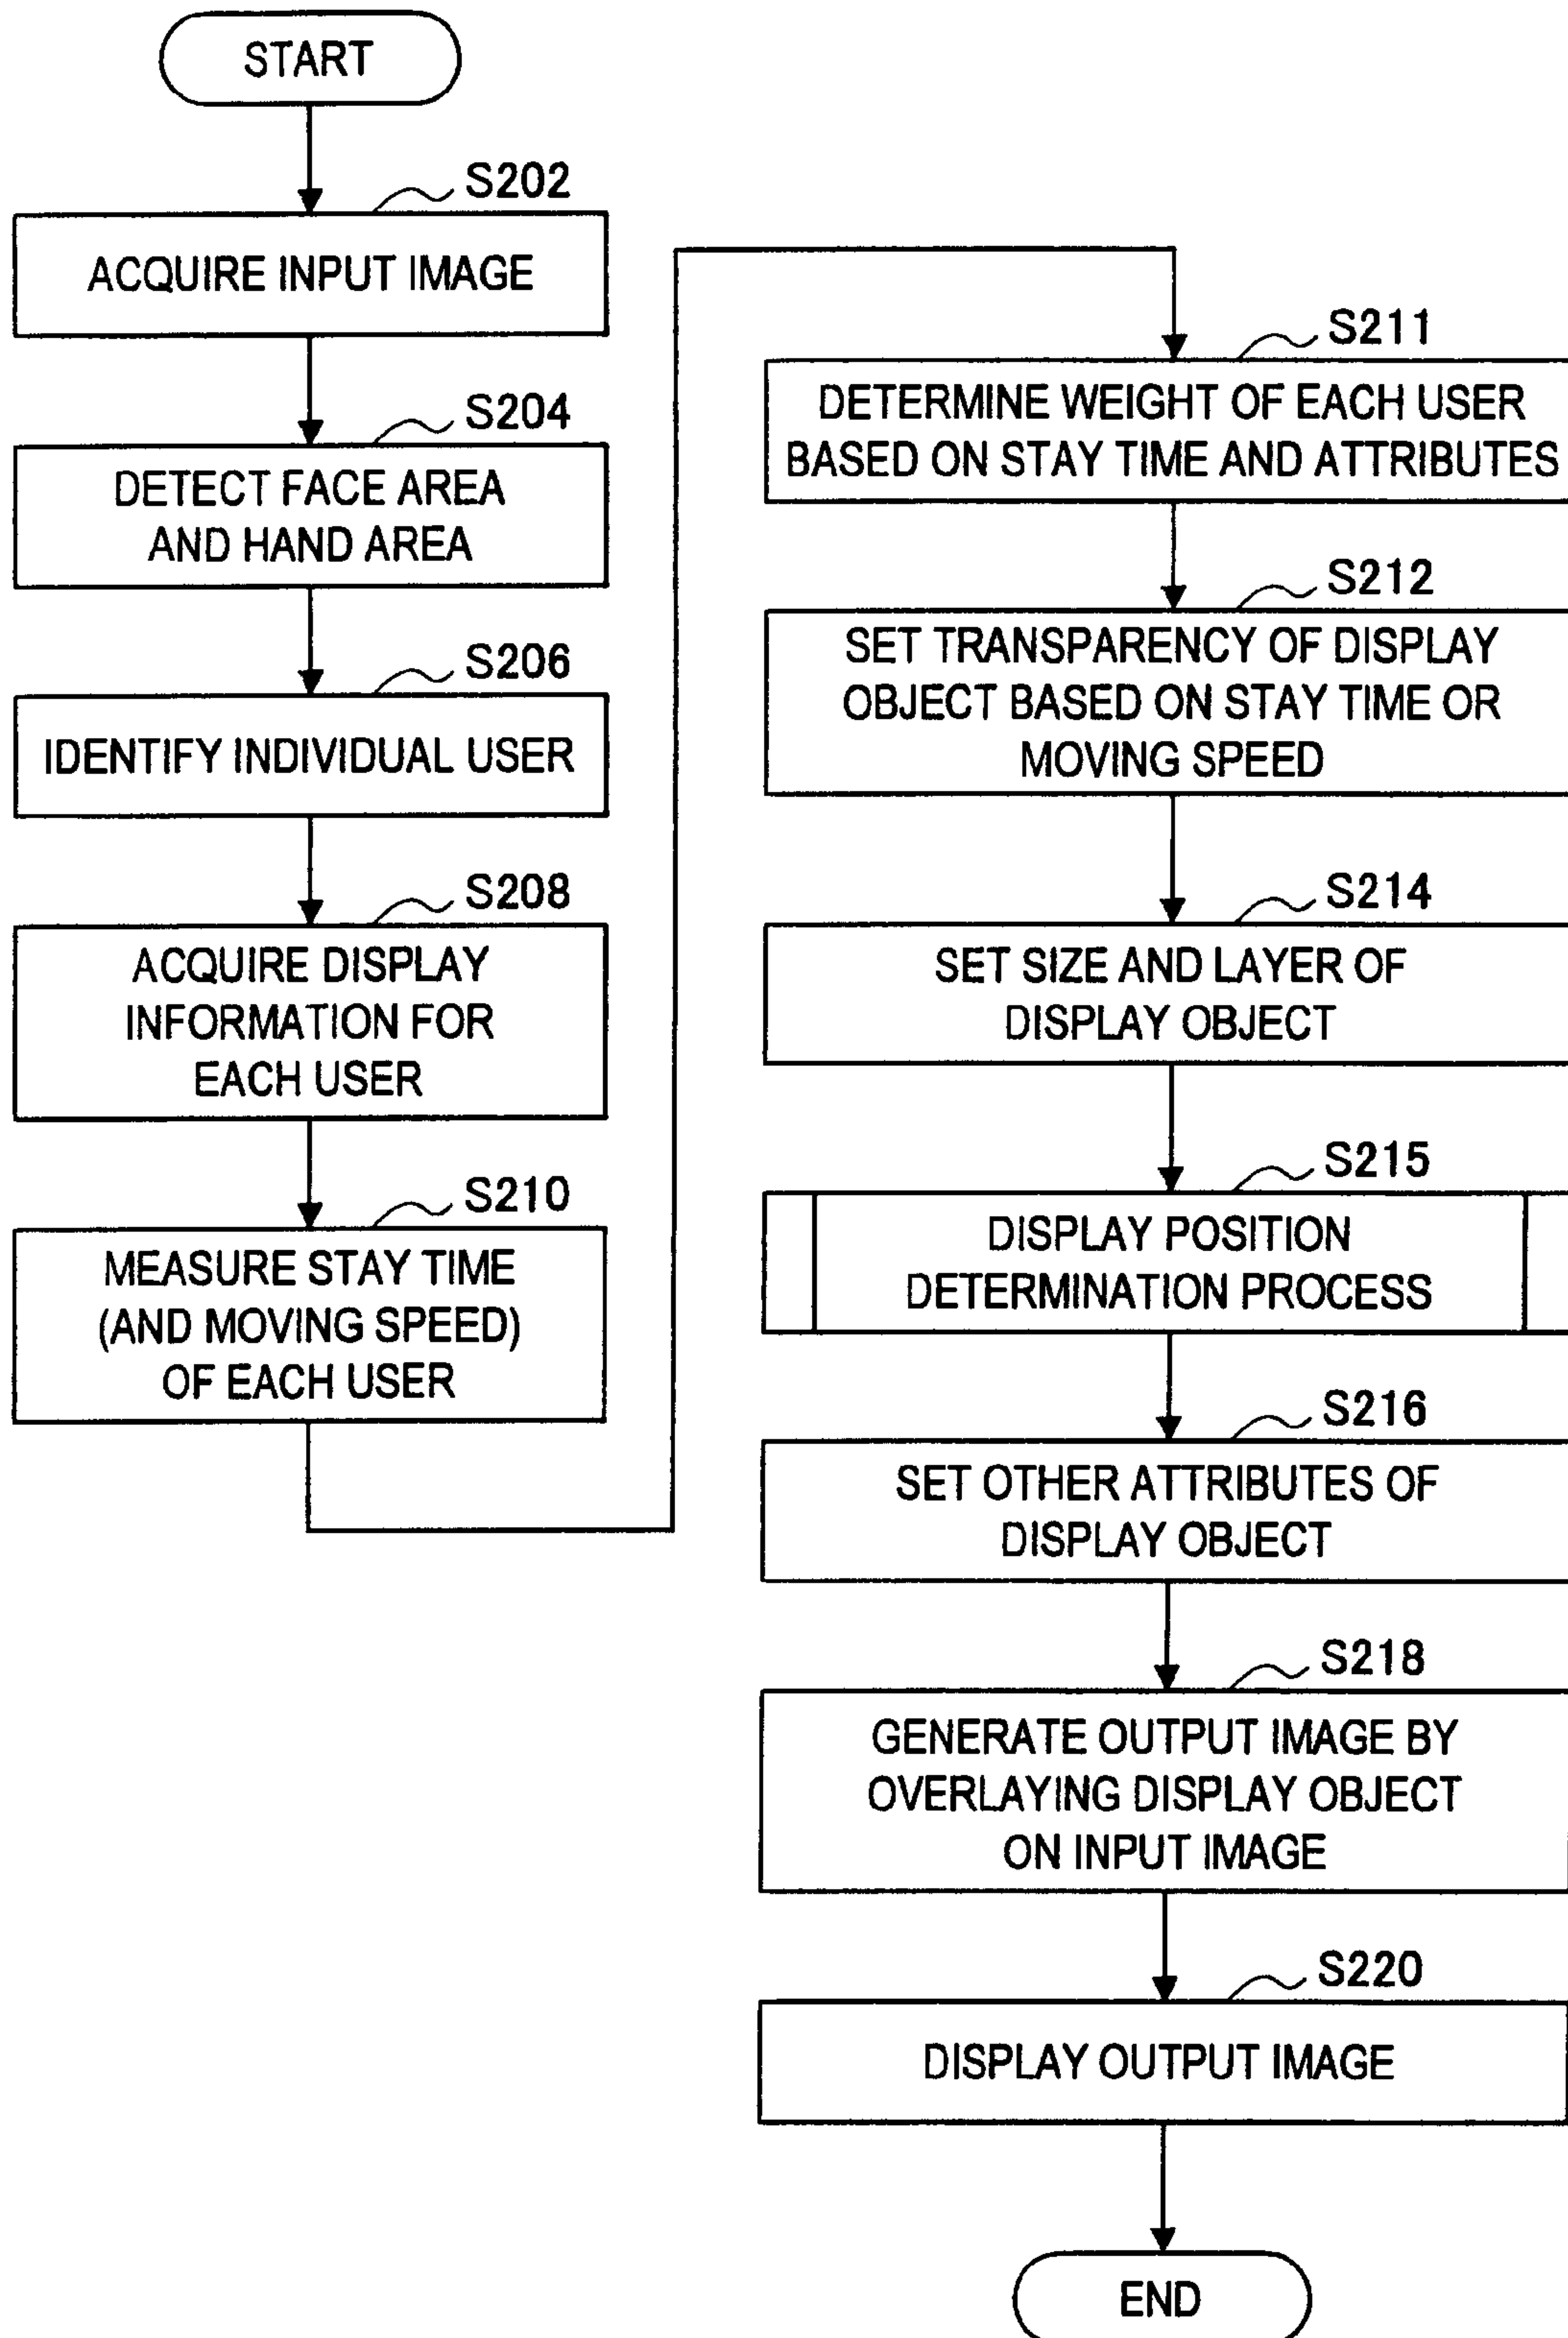 START
S202
ACQUIRE INPUT IMAGE
S204
DETECT FACE AREA
AND HAND AREA
S206
IDENTIFY INDIVIDUAL USER
S208
ACQUIRE DISPLAY
INFORMATION FOR
EACH USER
S210
MEASURE STAY TIME
(AND MOVING SPEED)
OF EACH USER
S211
DETERMINE WEIGHT OF EACH USER
BASED ON STAY TIME AND ATTRIBUTES
S212
SET TRANSPARENCY OF DISPLAY
OBJECT BASED ON STAY TIME OR
MOVING SPEED
S214
SET SIZE AND LAYER OF
DISPLAY OBJECT
S215
DISPLAY POSITION
DETERMINATION PROCESS
S216
SET OTHER ATTRIBUTES OF
DISPLAY OBJECT
S218
GENERATE OUTPUT IMAGE BY
OVERLAYING DISPLAY OBJECT
ON INPUT IMAGE
S220
DISPLAY OUTPUT IMAGE
END